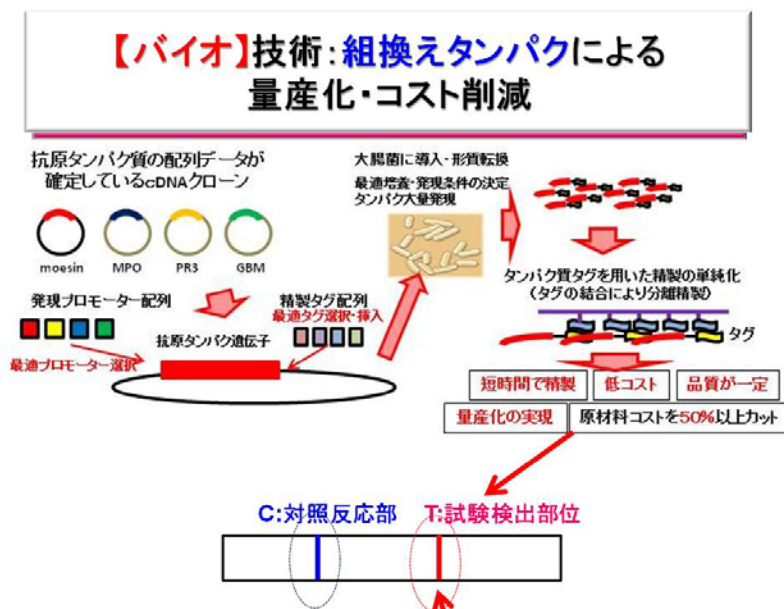 【バイオ】技術：組換えタンパクによる
量産化・コスト削減
抗原タンパク質の配列データが
確定しているcDNAクローン
moesin
MPO
PR3
GBM
発現プロモーター配列
最適プロモーター選択
抗原タンパク遺伝子
精製タグ配列
最適タグ選択・挿入
大腸菌に導入・形質転換
最適培養・発現条件の決定
タンパク大量発現
タンパク質タグを用いた精製の単純化
（タグの結合により分離精製）
タグ
短時間で精製
低コスト
品質が一定
量産化の実現
原材料コストを50%以上カット
C:対照反応部
T:試験検出部位